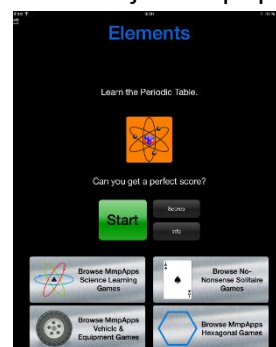 Elements
Learn the Periodic Table.
Can you get a perfect score?
Start
Scores
Info
Browse MmpApps
Science Learning
Games
Browse No-
Nonsense Solitaire
Games
Browse MmpApps
Vehicle &
Equipment Games
Browse MmpApps
Hexagonal Games